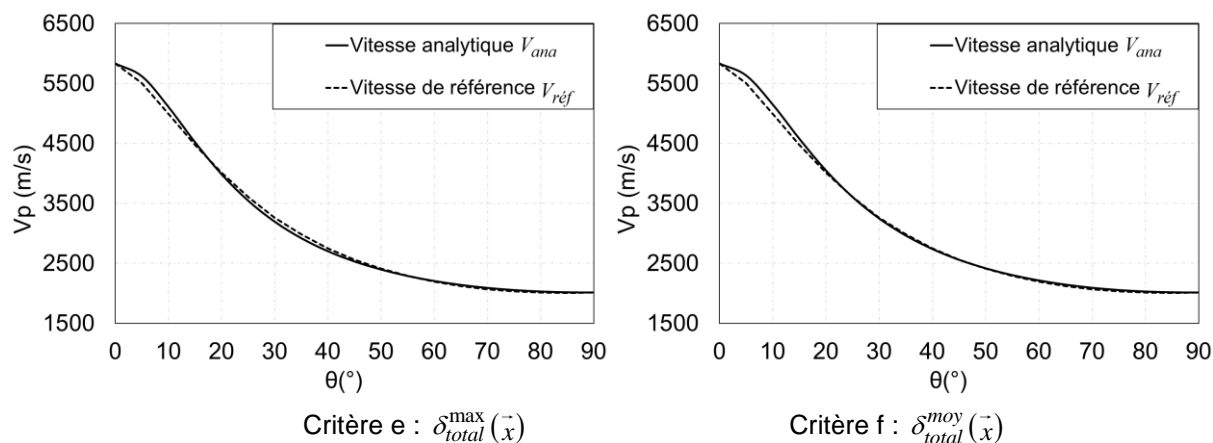 6500
5500
4500
3500
2500
1500
Vp (m/s)
Vitesse analytique V_ana
Vitesse de référence V_réf
0 10 20 30 40 50 60 70 80 90
θ(°)
Critère e : δ_total^max (x⃗)
6500
5500
4500
3500
2500
1500
Vp (m/s)
Vitesse analytique V_ana
Vitesse de référence V_réf
0 10 20 30 40 50 60 70 80 90
θ(°)
Critère f : δ_total^moy (x⃗)